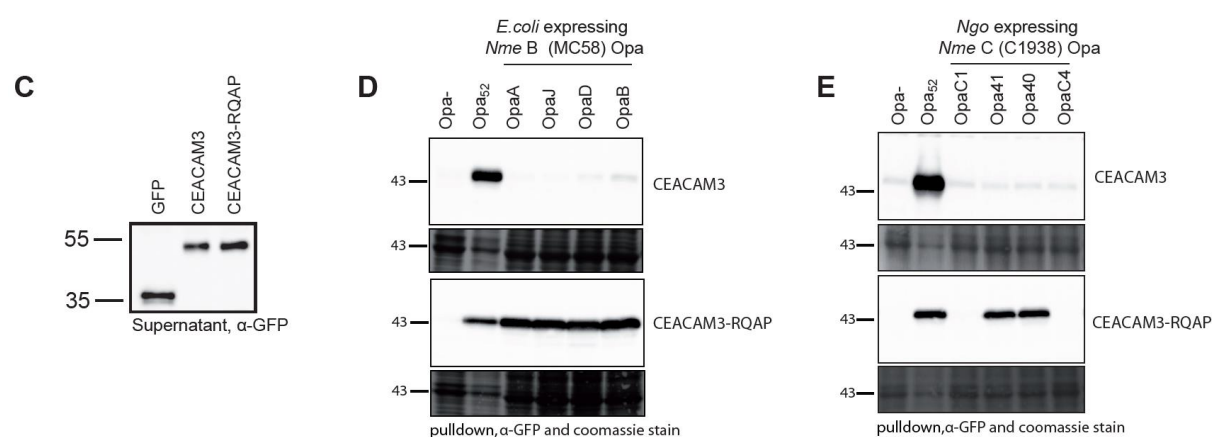 C
GFP
CEACAM3
CEACAM3-RQAP
55
35
Supernatant, α-GFP
D
E.coli expressing
Nme B (MC58) Opa
Opa-
Opa52
OpaA
OpaJ
OpaD
OpaB
43
CEACAM3
43
43
CEACAM3-RQAP
43
pulldown,α-GFP and coomassie stain
E
Ngo expressing
Nme C (C1938) Opa
Opa-
Opa52
OpaC1
Opa41
Opa40
OpaC4
43
CEACAM3
43
43
CEACAM3-RQAP
43
pulldown,α-GFP and coomassie stain